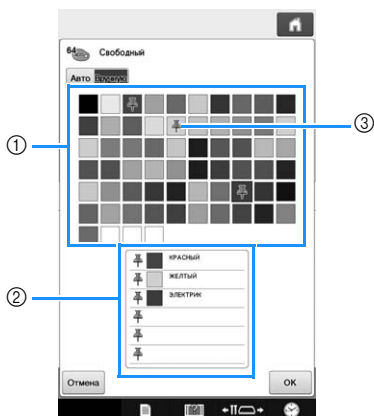 64 Свободный
Авто Вручную
①
③
②
КРАСНЫЙ
ЖЕЛТЫЙ
ЭЛЕКТРИК
Отмена OK